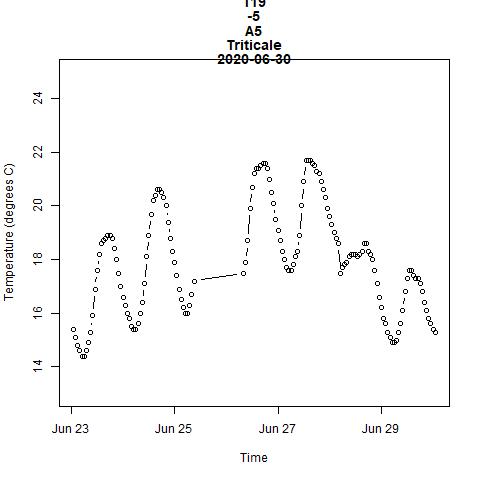 T19
-5
A5
Triticale
2020-06-30
Temperature (degrees C)
24
22
20
18
16
14
Jun 23
Jun 25
Jun 27
Jun 29
Time